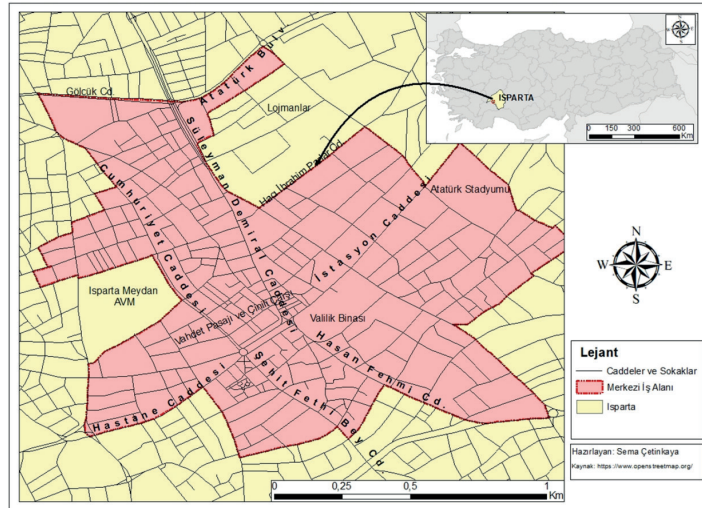 Gölcük Cd.
Atatürk Bulv.
Lojmanlar
Süleyman Demiral Caddesi
Hacı İbrahim Paşalar Cd.
Cumhuriyet Caddesi
İstasyon Caddesi
Atatürk Stadyumu
Isparta Meydan
AVM
Vahdet Pasajı ve Çinili Çarşı
Valilik Binası
Hasan Fehmi Cd.
Şehit Fethi Bey Cd.
Hastane Caddesi
0 0,25 0,5 1
Km
ISPARTA
0 150 300 600
Km
N
W E
S
Lejant
Caddeler ve Sokaklar
Merkezi İş Alanı
Isparta
Hazırlayan: Sema Çetinkaya
Kaynak: https://www.openstreetmap.org/